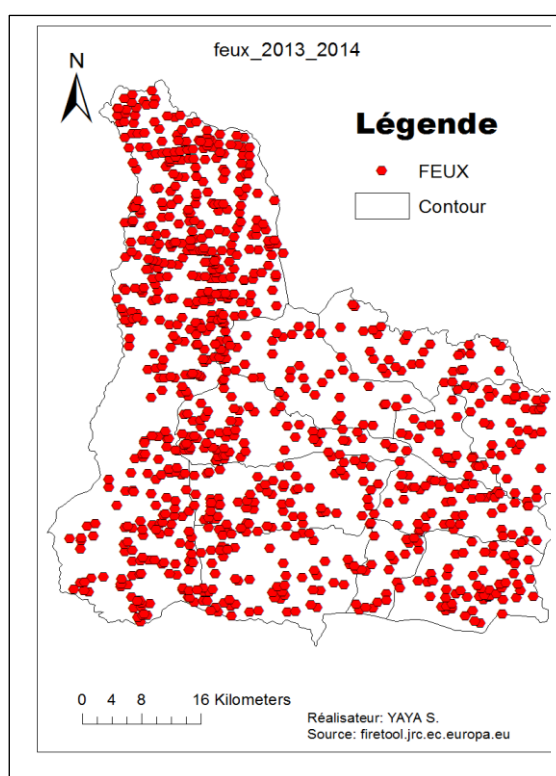 feux_2013_2014
N
Légende
FEUX
Contour
0 4 8 16 Kilometers
Réalisateur: YAYA S.
Source: firetool.jrc.ec.europa.eu